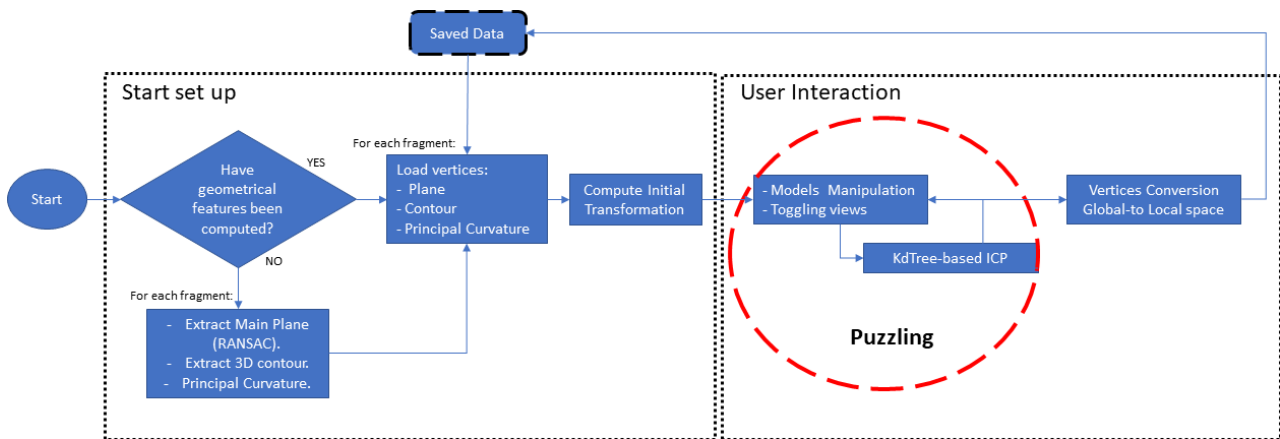 Saved Data
Start set up
User Interaction
Start
Have
geometrical
features been
computed?
YES
NO
For each fragment:
Load vertices:
- Plane
- Contour
- Principal Curvature
Compute Initial
Transformation
- Models Manipulation
- Toggling views
Vertices Conversion
Global-to Local space
KdTree-based ICP
For each fragment:
- Extract Main Plane
(RANSAC).
- Extract 3D contour.
- Principal Curvature.
Puzzling